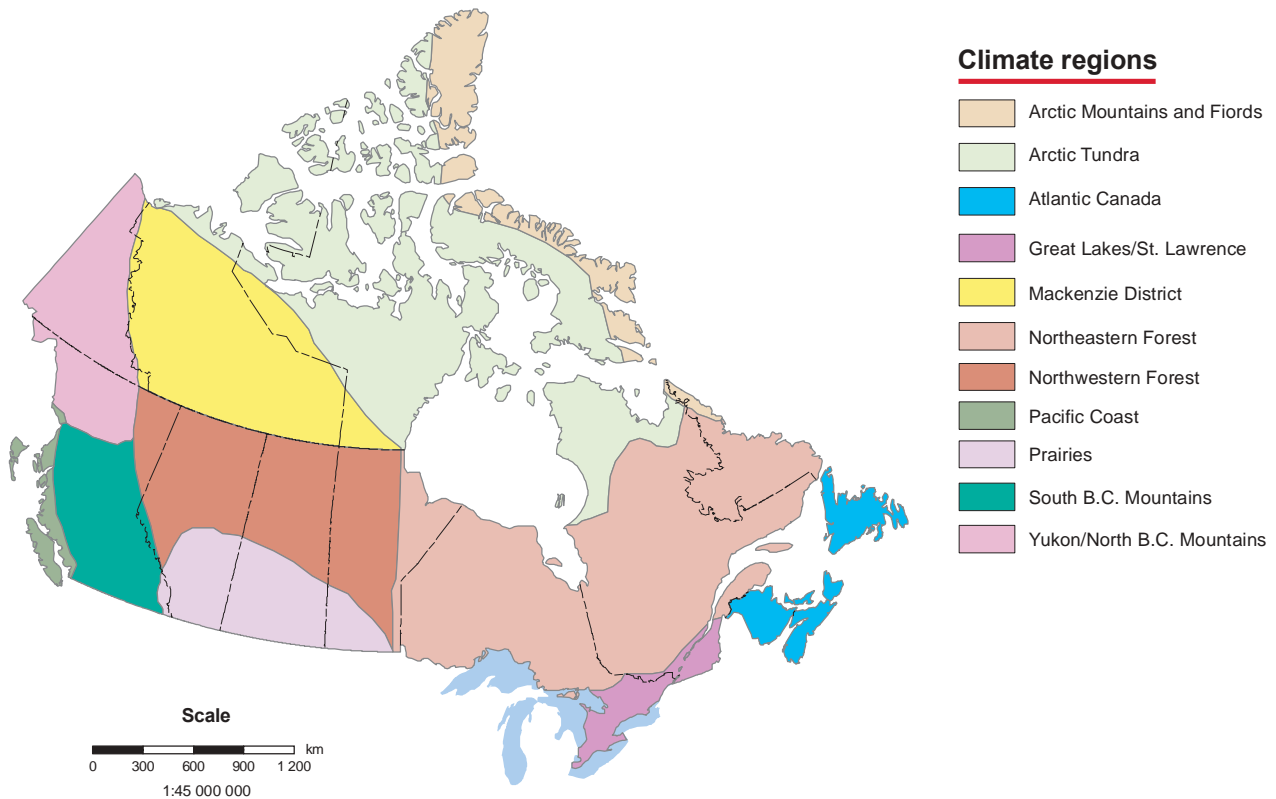 Climate regions
Arctic Mountains and Fiords
Arctic Tundra
Atlantic Canada
Great Lakes/St. Lawrence
Mackenzie District
Northeastern Forest
Northwestern Forest
Pacific Coast
Prairies
South B.C. Mountains
Yukon/North B.C. Mountains
Scale
km
0 300 600 900 1 200
1:45 000 000